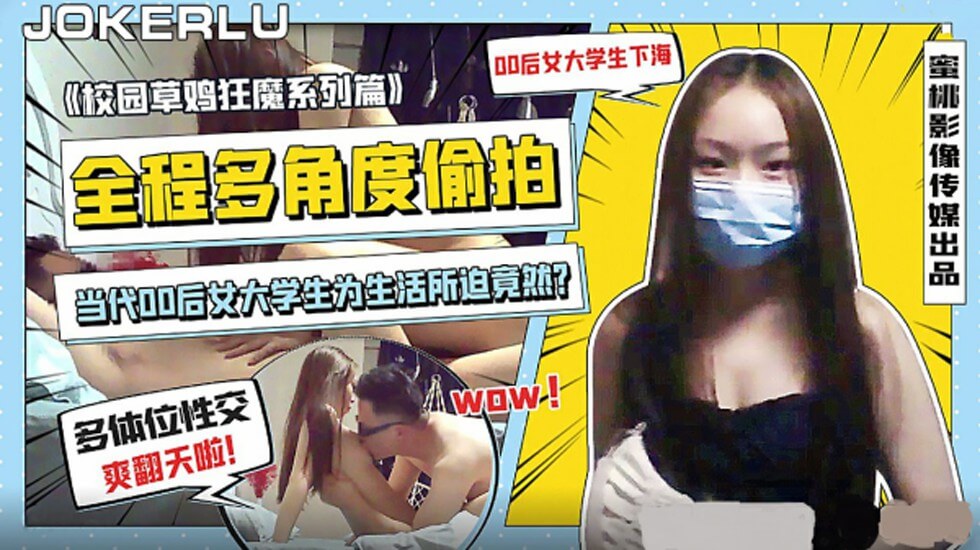 JOKERLU
《校园草鸡狂魔系列篇》
全程多角度偷拍
当代00后女大学生为生活所迫竟然?
多体位性交
爽翻天啦!
wow!
00后女大学生下海
蜜桃影像传媒出品